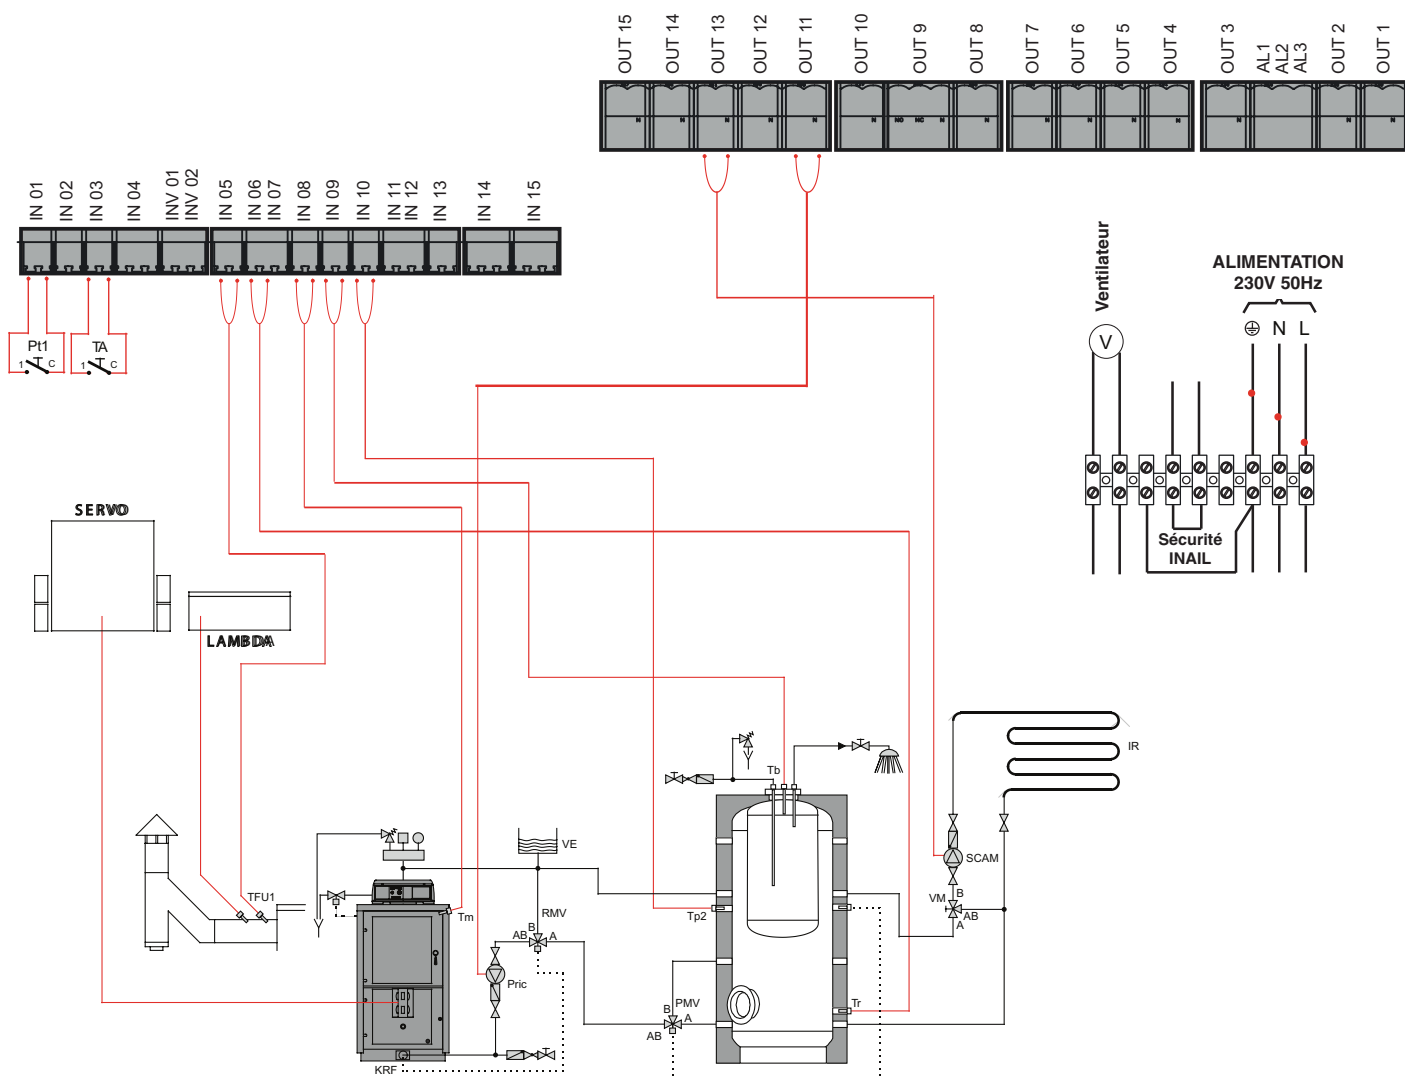 OUT 15
OUT 14
OUT 13
OUT 12
OUT 11
OUT 10
OUT 9
OUT 8
OUT 7
OUT 6
OUT 5
OUT 4
OUT 3
AL1
AL2
AL3
OUT 2
OUT 1
N N N N N N NO NC N N N N N N N N N
IN 01
IN 02
IN 03
IN 04
INV 01
INV 02
IN 05
IN 06
IN 07
IN 08
IN 09
IN 10
IN 11
IN 12
IN 13
IN 14
IN 15
Pt1
1 C
TA
1 C
Ventilateur
V
ALIMENTATION
230V 50Hz
N L
Sécurité
INAIL
SERVO
LAMBDA
TFU1
Tm
VE
RMV
B
AB A
Pric
KRF
Tb
Tp2
Tr
B PMV
A
AB
IR
SCAM
VM B
AB
A